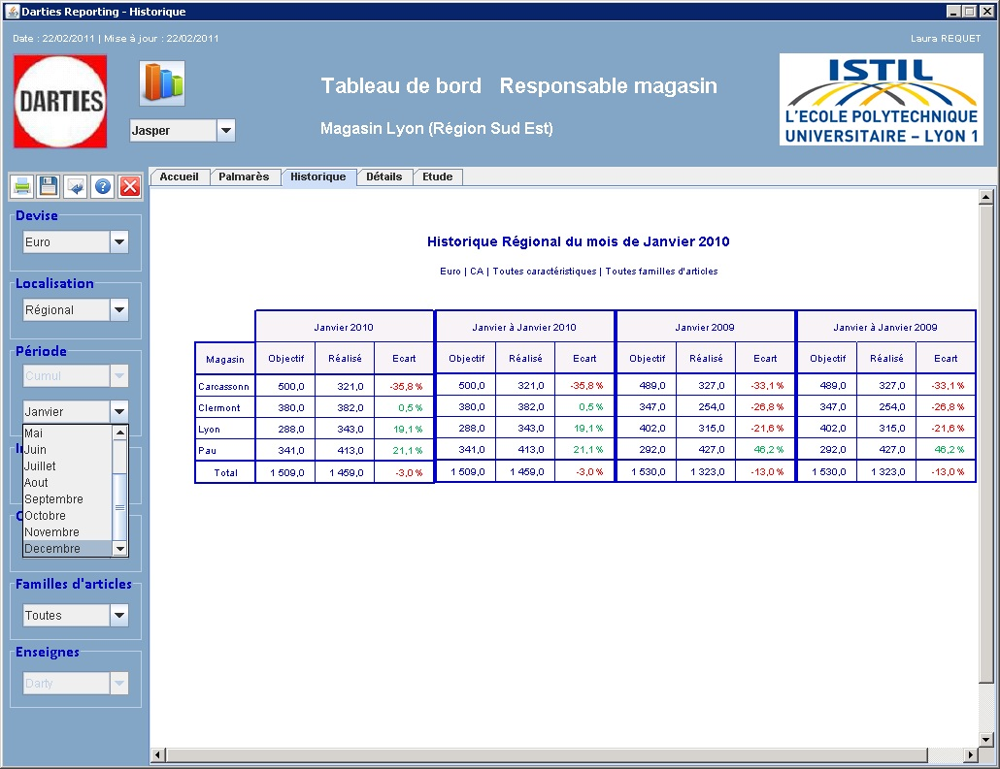 Darties Reporting - Historique
Date : 22/02/2011 | Mise à jour : 22/02/2011
Laura REQUET
DARTIES
Jasper
Tableau de bord Responsable magasin
Magasin Lyon (Région Sud Est)
ISTIL
L'ECOLE POLYTECHNIQUE
UNIVERSITAIRE – LYON 1
Accueil Palmarès Historique Détails Etude
Devise
Euro
Localisation
Régional
Période
Cumul
Janvier
Mai
Juin
Juillet
Aout
Septembre
Octobre
Novembre
Decembre
Familles d'articles
Toutes
Enseignes
Darty
Historique Régional du mois de Janvier 2010
Euro | CA | Toutes caractéristiques | Toutes familles d'articles
Janvier 2010 Janvier à Janvier 2010 Janvier 2009 Janvier à Janvier 2009
Magasin Objectif Réalisé Ecart Objectif Réalisé Ecart Objectif Réalisé Ecart Objectif Réalisé Ecart
Carcassonn 500,0 321,0 -35,8 % 500,0 321,0 -35,8 % 489,0 327,0 -33,1 % 489,0 327,0 -33,1 %
Clermont 380,0 382,0 0,5 % 380,0 382,0 0,5 % 347,0 254,0 -26,8 % 347,0 254,0 -26,8 %
Lyon 288,0 343,0 19,1 % 288,0 343,0 19,1 % 402,0 315,0 -21,6 % 402,0 315,0 -21,6 %
Pau 341,0 413,0 21,1 % 341,0 413,0 21,1 % 292,0 427,0 46,2 % 292,0 427,0 46,2 %
Total 1 509,0 1 459,0 -3,0 % 1 509,0 1 459,0 -3,0 % 1 530,0 1 323,0 -13,0 % 1 530,0 1 323,0 -13,0 %